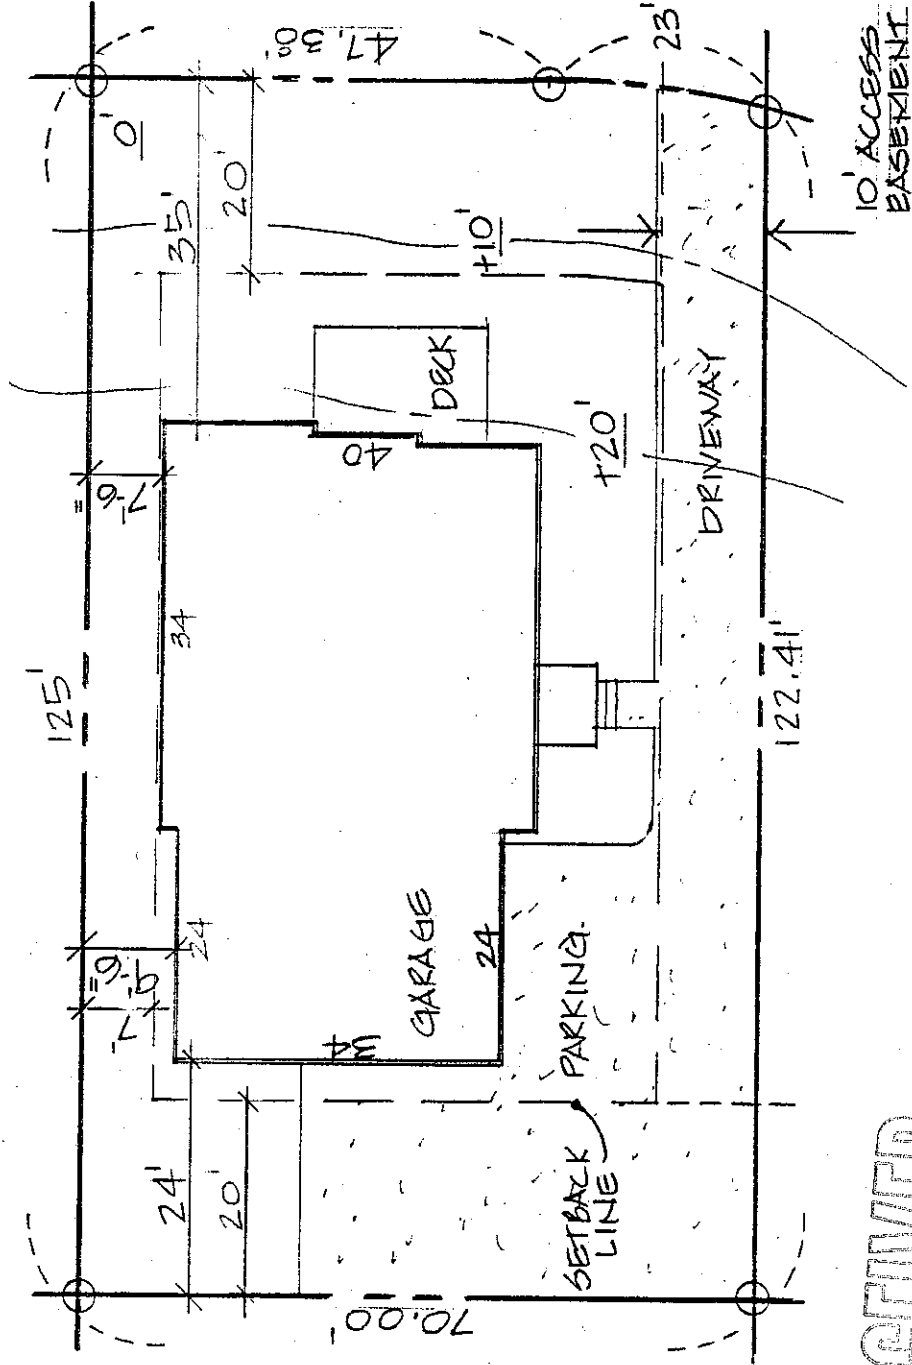 47.38'
23'
0'
35'
20'
+10'
10' ACCESS
EASEMENT
DECK
40
+20'
DRIVEWAY
7'-6"
125'
34
122.41'
24
9'-6"
7'
GARAGE
24
34
PARKING.
24'
20'
SETBACK
LINE
70.00'